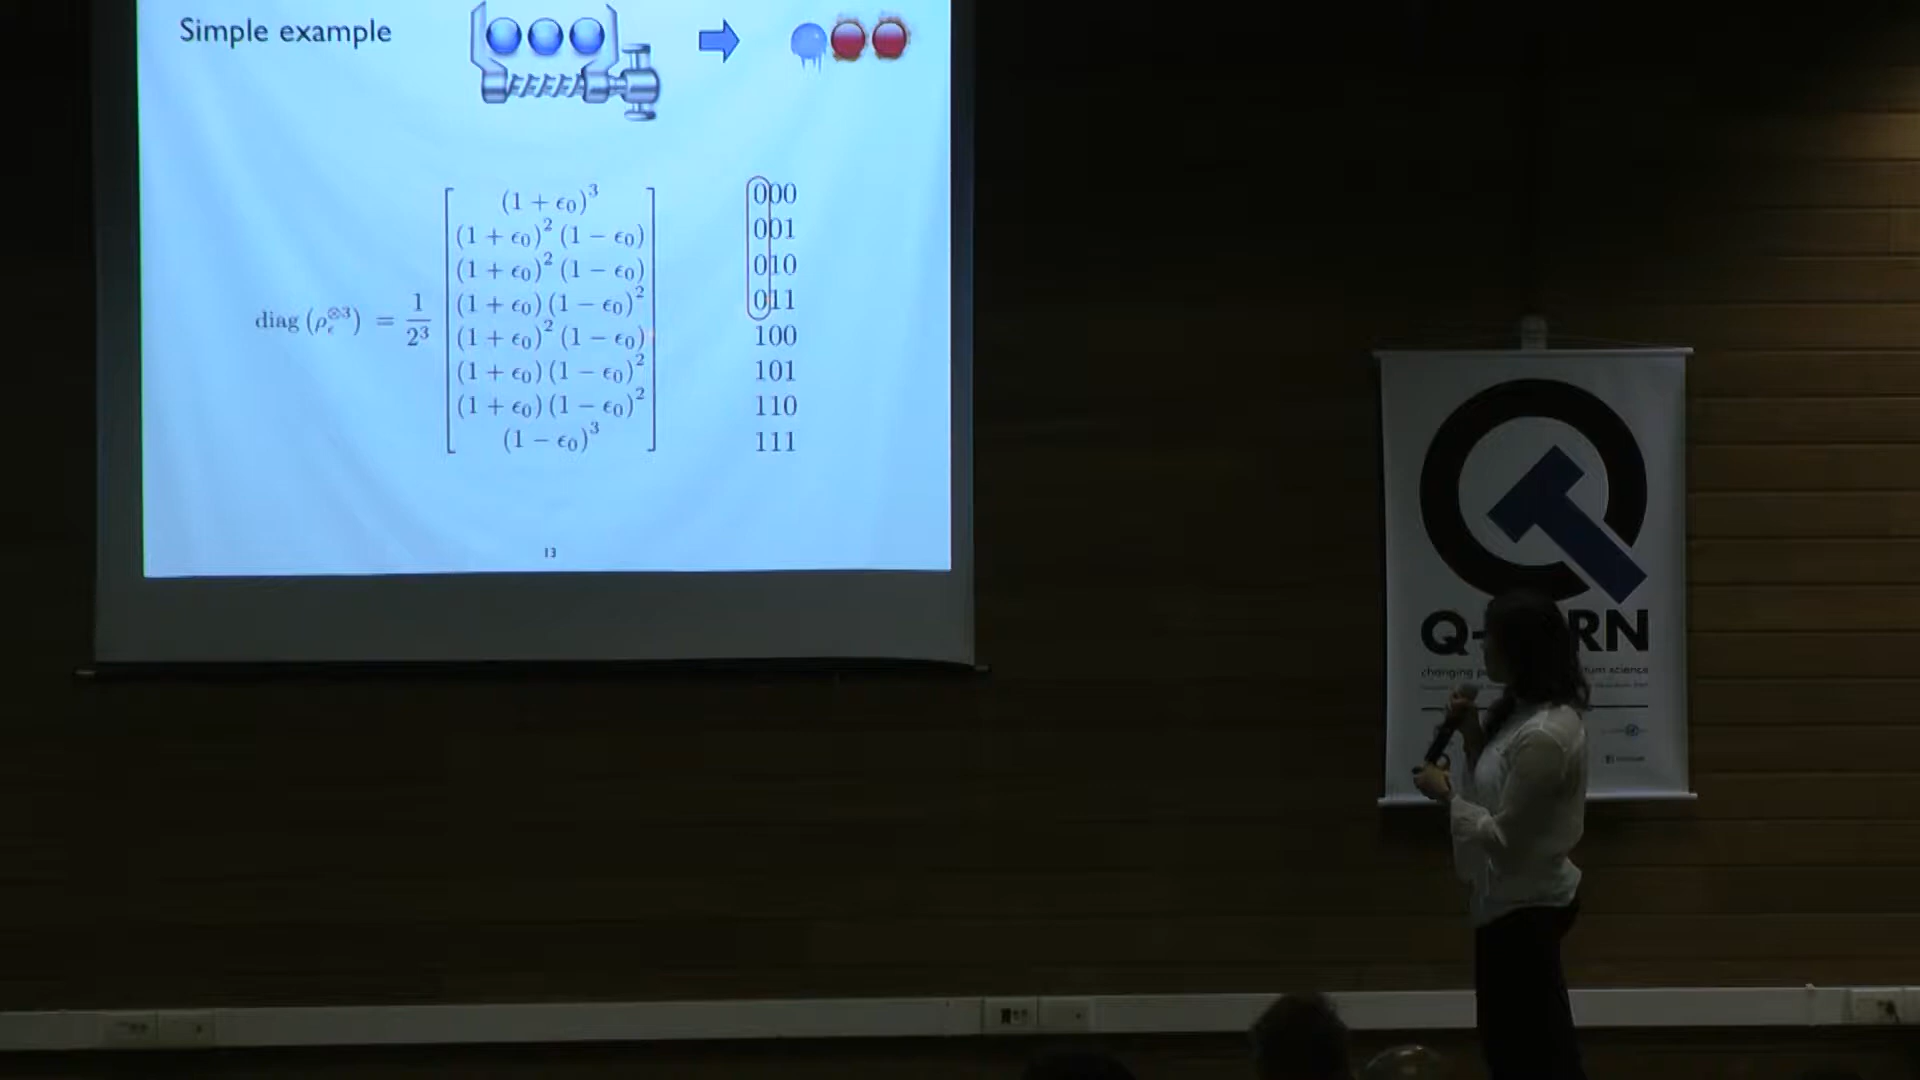 Simple example
(1 + ϵ₀)³
(1 + ϵ₀)² (1 − ϵ₀)
(1 + ϵ₀)² (1 − ϵ₀)
(1 + ϵ₀) (1 − ϵ₀)²
(1 + ϵ₀)² (1 − ϵ₀)
(1 + ϵ₀) (1 − ϵ₀)²
(1 + ϵ₀) (1 − ϵ₀)²
(1 − ϵ₀)³
diag (ρ_ϵ^⊗3) = 1/2³
000
001
010
011
100
101
110
111
13
Q- RN
changing science